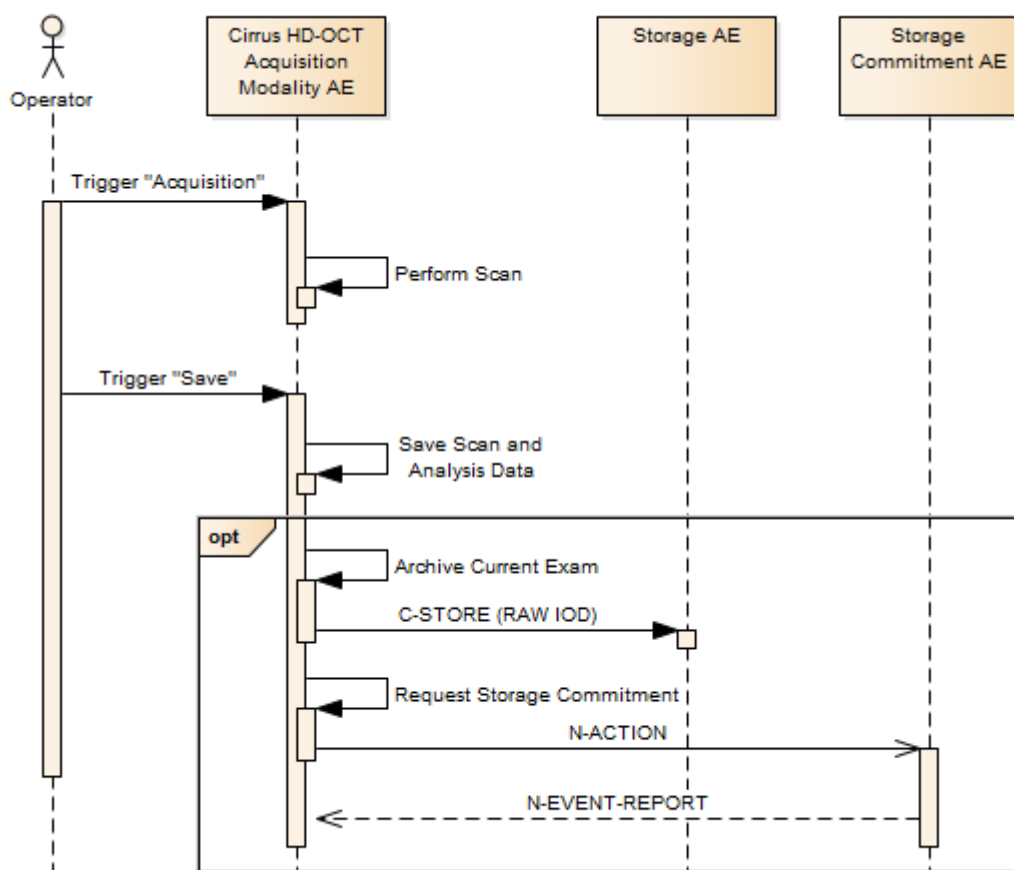 Operator
Cirrus HD-OCT
Acquisition
Modality AE
Storage AE
Storage
Commitment AE
Trigger "Acquisition"
Perform Scan
Trigger "Save"
Save Scan and
Analysis Data
opt
Archive Current Exam
C-STORE (RAW IOD)
Request Storage Commitment
N-ACTION
N-EVENT-REPORT